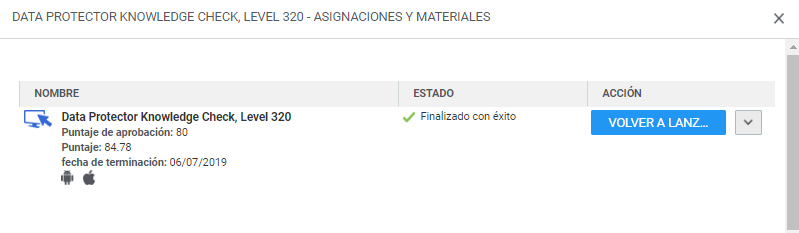 DATA PROTECTOR KNOWLEDGE CHECK, LEVEL 320 - ASIGNACIONES Y MATERIALES
NOMBRE ESTADO ACCIÓN
Data Protector Knowledge Check, Level 320 Finalizado con éxito VOLVER A LANZ...
Puntaje de aprobación: 80
Puntaje: 84.78
fecha de terminación: 06/07/2019